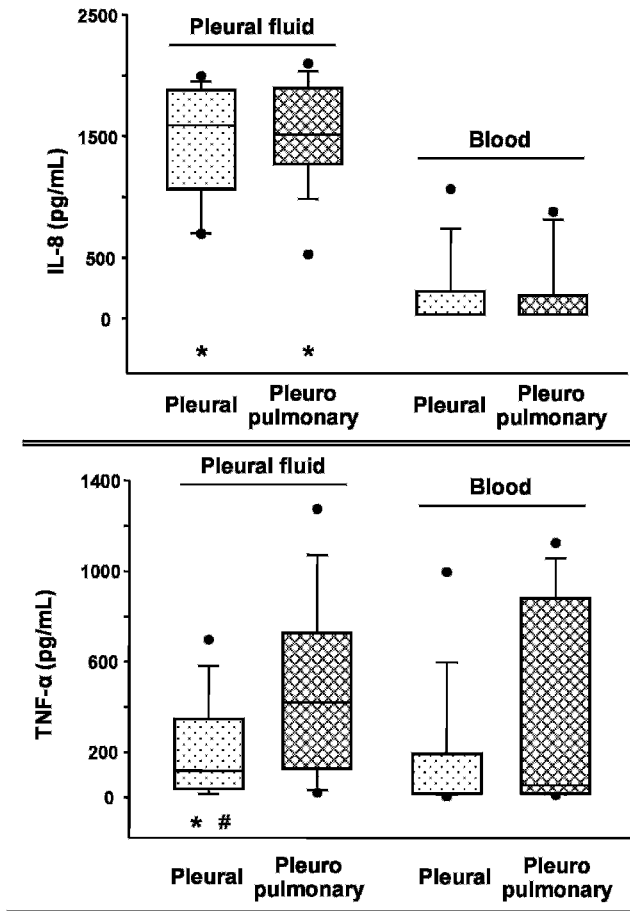 2500
Pleural fluid
1500
Blood
IL-8 (pg/mL)
500
0
* *
Pleural Pleuro pulmonary Pleural Pleuro pulmonary
Pleural fluid
1400
Blood
1000
TNF-α (pg/mL)
600
200
0
* #
Pleural Pleuro pulmonary Pleural Pleuro pulmonary